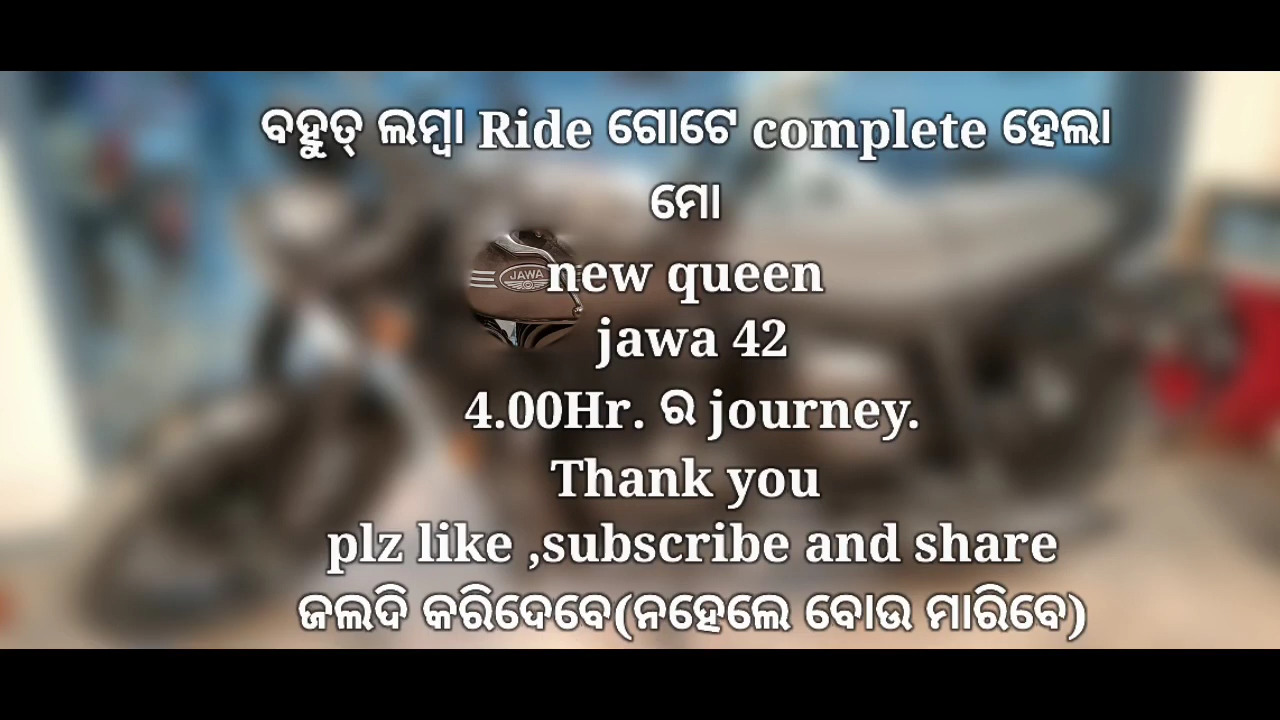 ବହୁତ୍ ଲମ୍ବା Ride ଗୋଟେ complete ହେଲା
ମୋ
JAWA
new queen
jawa 42
4.00Hr. ର journey.
Thank you
plz like ,subscribe and share
ଜଲଦି କରିଦେବେ(ନହେଲେ ବୋଉ ମାରିବେ)